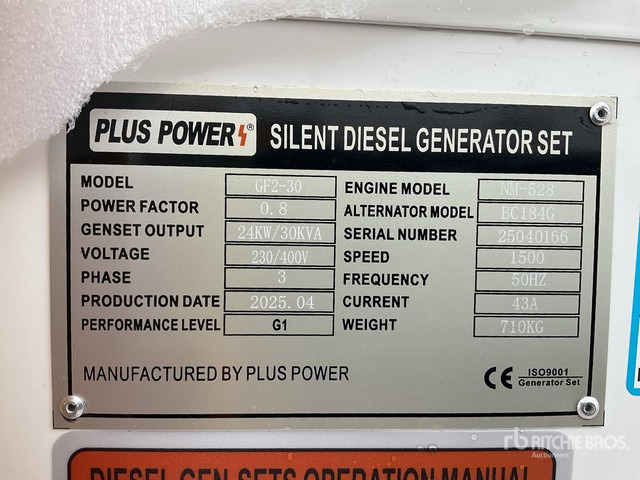 PLUS POWER ® SILENT DIESEL GENERATOR SET
MODEL GF2-30 ENGINE MODEL NM-528
POWER FACTOR 0.8 ALTERNATOR MODEL BC184G
GENSET OUTPUT 24KW/30KVA SERIAL NUMBER 25040166
VOLTAGE 230/400V SPEED 1500
PHASE 3 FREQUENCY 50HZ
PRODUCTION DATE 2025.04 CURRENT 43A
PERFORMANCE LEVEL G1 WEIGHT 710KG
MANUFACTURED BY PLUS POWER CE ISO9001
Generator Set
rb RITCHIE BROS.
Auctioneers
DIESEL GEN-SETS OPERATION MANUAL